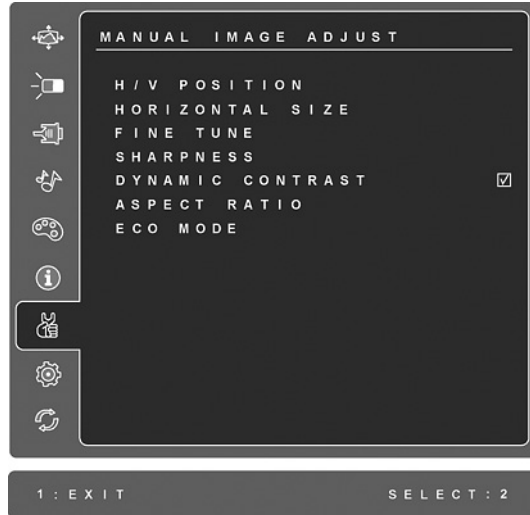 MANUAL IMAGE ADJUST
H/V POSITION
HORIZONTAL SIZE
FINE TUNE
SHARPNESS
DYNAMIC CONTRAST
ASPECT RATIO
ECO MODE
1:EXIT SELECT:2